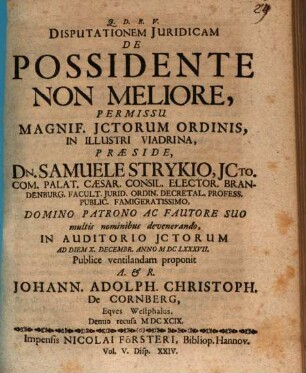 Q. D. B. V.
DISPUTATIONEM JURIDICAM
DE
POSSIDENTE
NON MELIORE,
PERMISSU
MAGNIF. JCTORUM ORDINIS,
IN ILLUSTRI VIADRINA,
PRÆSIDE,
DN. SAMUELE STRYKIO, JCTO.
COM. PALAT. CÆSAR. CONSIL. ELECTOR. BRAN-
DENBURG. FACULT. JURID. ORDIN. DECRETAL. PROFESS.
PUBLIC. FAMIGERATISSIMO.
DOMINO PATRONO AC FAUTORE SUO
multis nominibus devenerando,
IN AUDITORIO JCTORUM
AD DIEM X. DECEMBR. ANNO M DC LXXXVII.
Publice ventilandam proponit
A. & R.
JOHANN. ADOLPH. CHRISTOPH.
De CORNBERG,
Eqves Westphalus.
Denuo recusa M DC XCIX.
Impensis NICOLAI FÖRSTERI, Bibliop. Hannov.
Vol. V. Disp. XXIV.